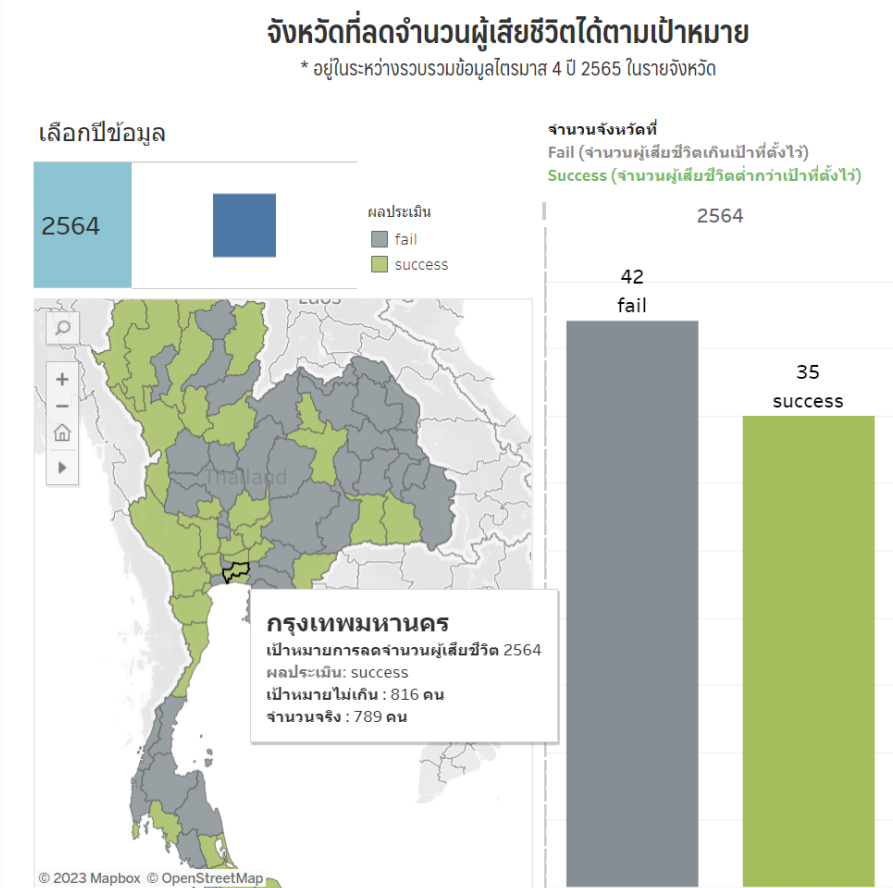 จังหวัดที่ลดจำนวนผู้เสียชีวิตได้ตามเป้าหมาย
* อยู่ในระหว่างรวบรวมข้อมูลไตรมาส 4 ปี 2565 ในรายจังหวัด
เลือกปีข้อมูล
2564
ผลประเมิน
fail
success
จำนวนจังหวัดที่
Fail (จำนวนผู้เสียชีวิตเกินเป้าที่ตั้งไว้)
Success (จำนวนผู้เสียชีวิตต่ำกว่าเป้าที่ตั้งไว้)
2564
42
fail
35
success
Laos
Thailand
กรุงเทพมหานคร
เป้าหมายการลดจำนวนผู้เสียชีวิต 2564
ผลประเมิน: success
เป้าหมายไม่เกิน : 816 คน
จำนวนจริง : 789 คน
© 2023 Mapbox © OpenStreetMap